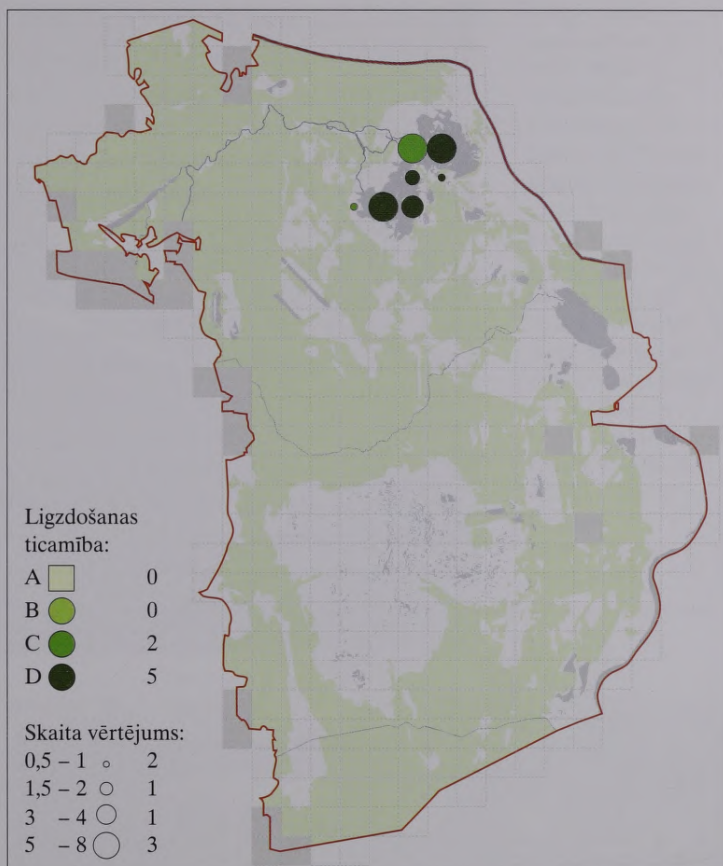 Ligzdošanas
ticamība:
A 0
B 0
C 2
D 5
Skaita vērtējums:
0,5 – 1 2
1,5 – 2 1
3 – 4 1
5 – 8 3